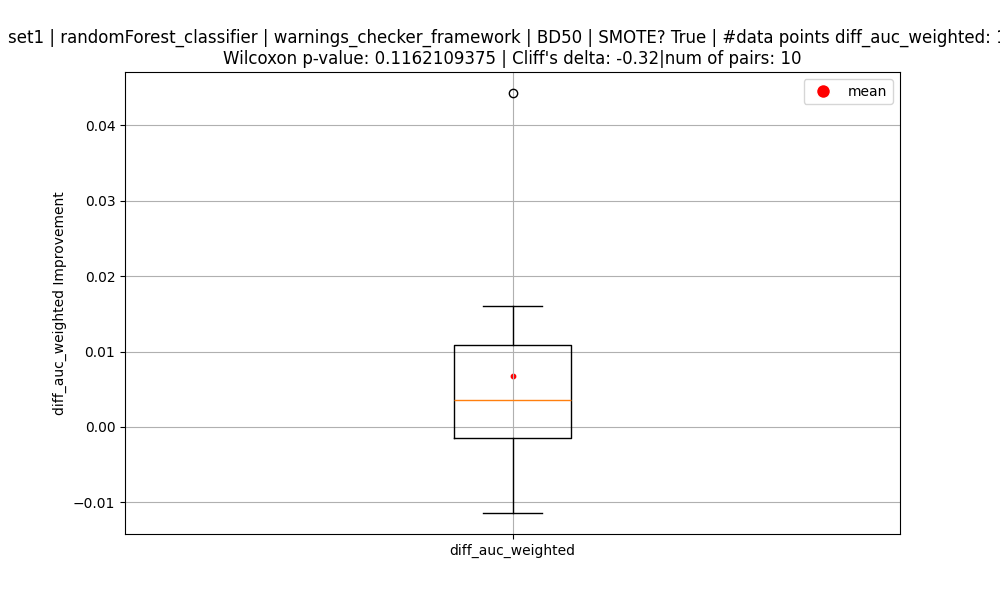 set1 | randomForest_classifier | warnings_checker_framework | BD50 | SMOTE? True | #data points diff_auc_weighted:
Wilcoxon p-value: 0.1162109375 | Cliff's delta: -0.32|num of pairs: 10
mean
0.04
0.03
0.02
0.01
0.00
−0.01
diff_auc_weighted Improvement
diff_auc_weighted